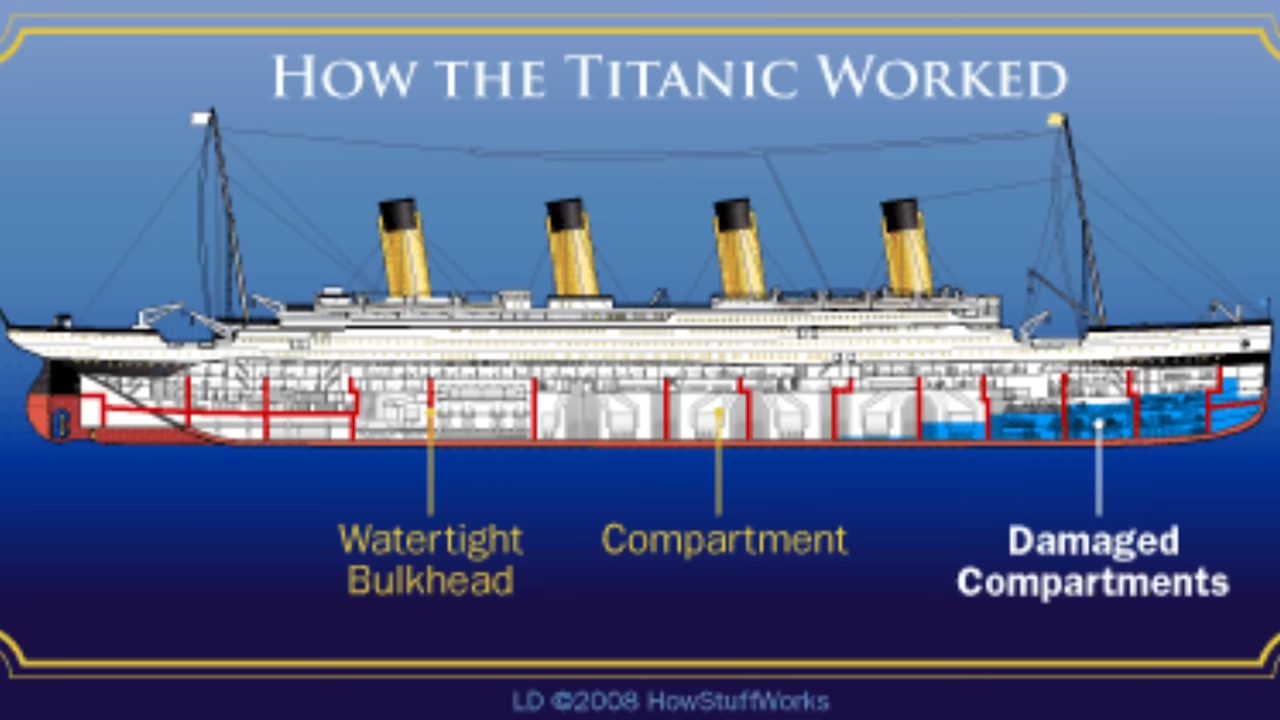 How the Titanic Worked
Watertight
Bulkhead
Compartment
Damaged
Compartments
LD ©2008 HowStuffWorks